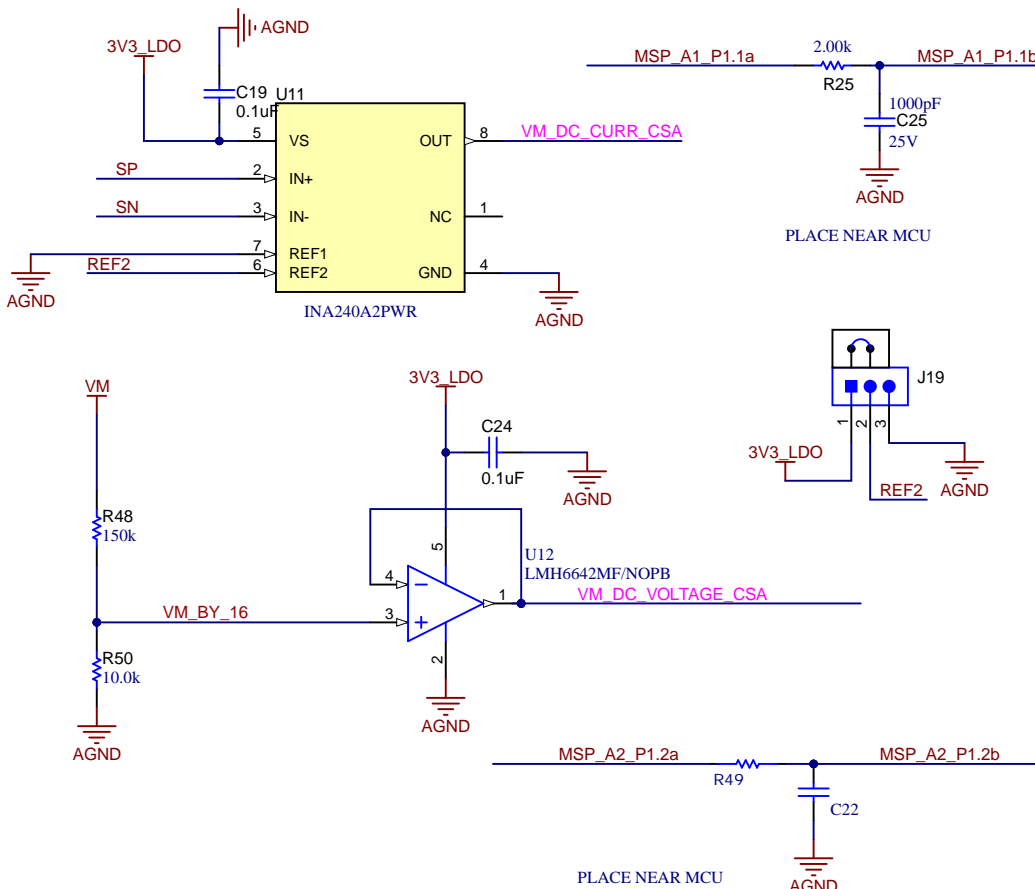 AGND
3V3_LDO
C19
0.1uF
U11
5
VS
OUT
8
VM_DC_CURR_CSA
SP
2
IN+
SN
3
IN-
NC
1
7
REF1
REF2
6
REF2
GND
4
AGND
AGND
INA240A2PWR
MSP_A1_P1.1a
2.00k
R25
MSP_A1_P1.1b
1000pF
C25
25V
AGND
PLACE NEAR MCU
J19
1
2
3
3V3_LDO
REF2
AGND
VM
R48
150k
VM_BY_16
R50
10.0k
AGND
3V3_LDO
C24
0.1uF
AGND
5
U12
LMH6642MF/NOPB
4
3
1
VM_DC_VOLTAGE_CSA
2
AGND
MSP_A2_P1.2a
R49
MSP_A2_P1.2b
C22
AGND
PLACE NEAR MCU